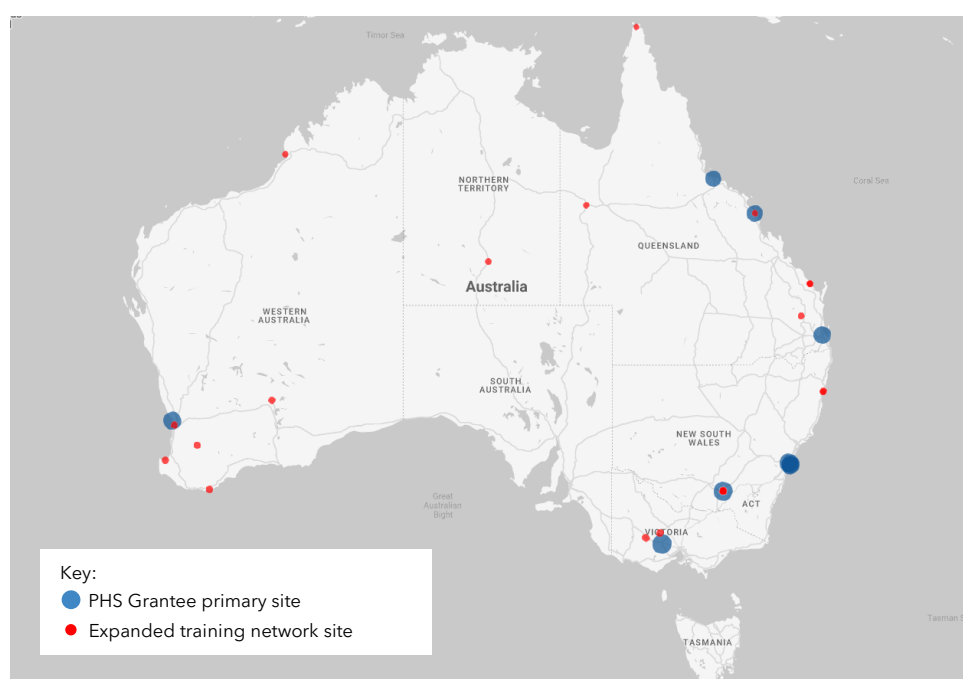 Timor Sea
NORTHERN
TERRITORY
Coral Sea
QUEENSLAND
Australia
WESTERN
AUSTRALIA
SOUTH
AUSTRALIA
NEW SOUTH
WALES
Great
Australian
Bight
ACT
VICTORIA
Key:
PHS Grantee primary site
Expanded training network site
Tasman
TASMANIA